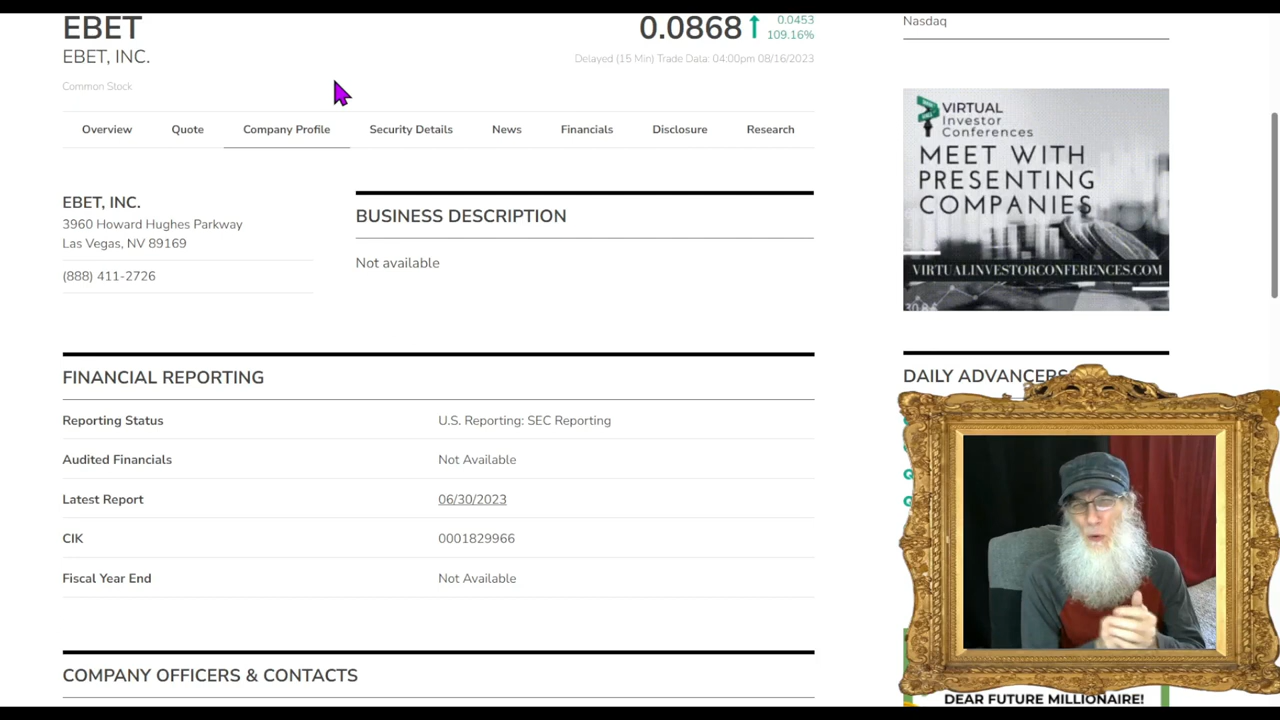 EBET
0.0868
0.0453
109.16%
EBET, INC.
Delayed (15 Min) Trade Data: 04:00pm 08/16/2023
Common Stock
Overview Quote Company Profile Security Details News Financials Disclosure Research
EBET, INC.
3960 Howard Hughes Parkway
Las Vegas, NV 89169
(888) 411-2726
BUSINESS DESCRIPTION
Not available
FINANCIAL REPORTING
Reporting Status U.S. Reporting: SEC Reporting
Audited Financials Not Available
Latest Report 06/30/2023
CIK 0001829966
Fiscal Year End Not Available
COMPANY OFFICERS & CONTACTS
Nasdaq
VIRTUAL
Investor
Conferences
MEET WITH
PRESENTING
COMPANIES
VIRTUALINVESTORCONFERENCES.COM
30.8
DAILY ADVANCERS
DEAR FUTURE MILLIONAIRE!